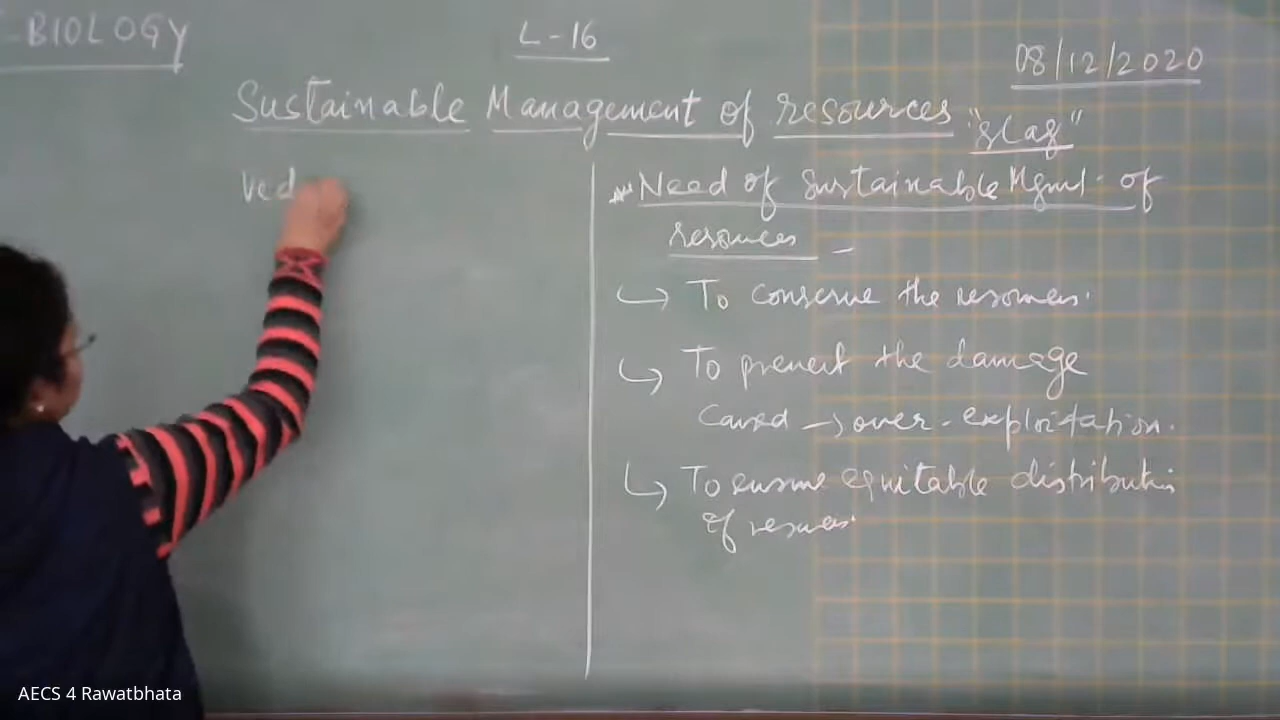 BIOLOGY
L-16
08/12/2020
Sustainable Management of resources
"slag"
Ved
Need of Sustainable Mgmt. of
resources -
To conserve the resources.
To prevent the damage
Caused → over-exploitation.
To ensure equitable distribution
of resources.
AECS 4 Rawatbhata